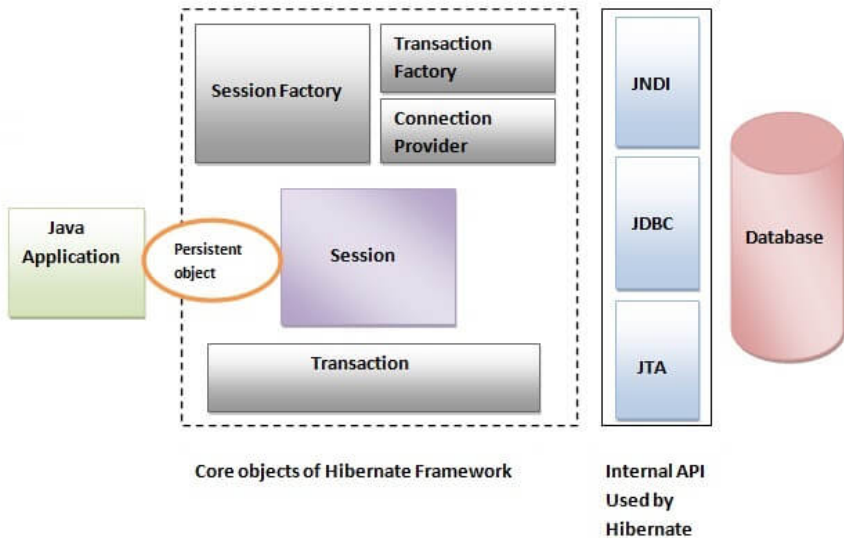 Session Factory
Transaction
Factory
Connection
Provider
JNDI
Java
Application
Persistent
object
Session
JDBC
Database
Transaction
JTA
Core objects of Hibernate Framework
Internal API
Used by
Hibernate